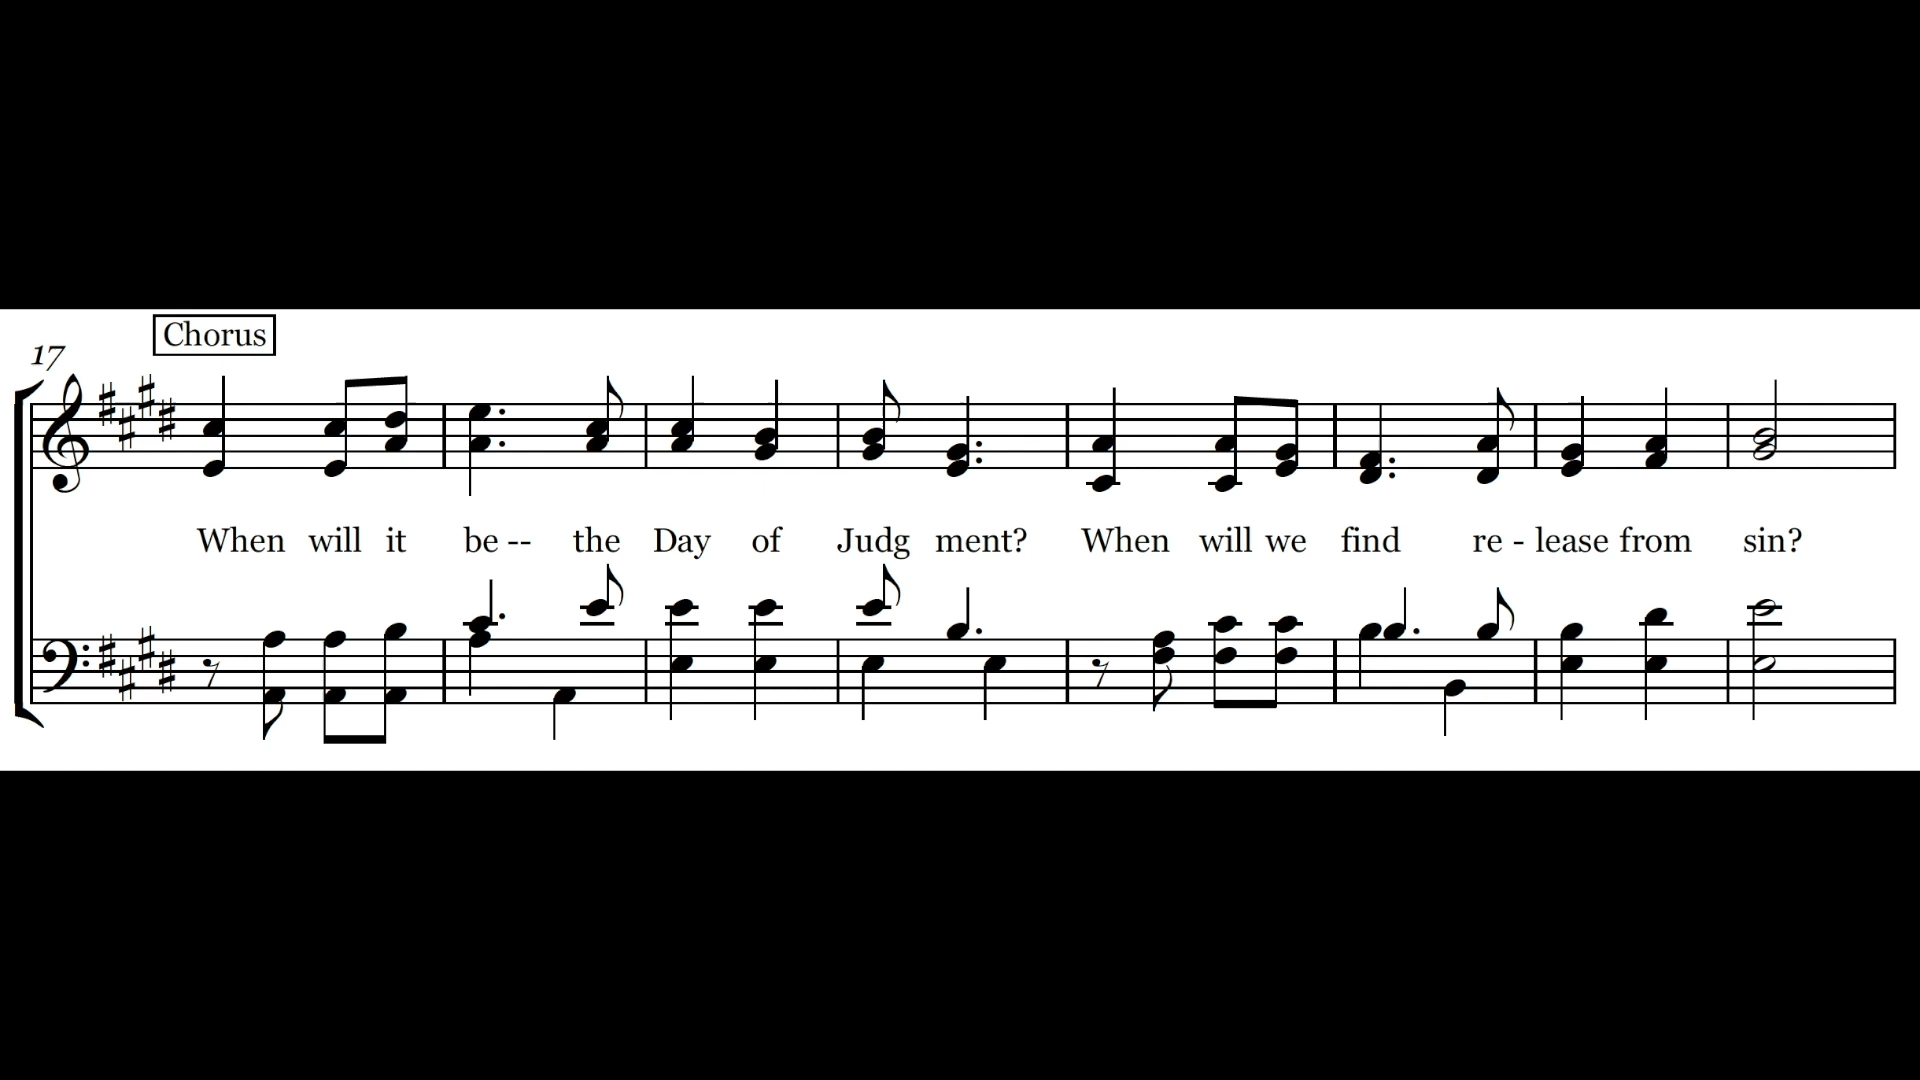 Chorus
17
When will it be -- the Day of Judg ment? When will we find re - lease from sin?